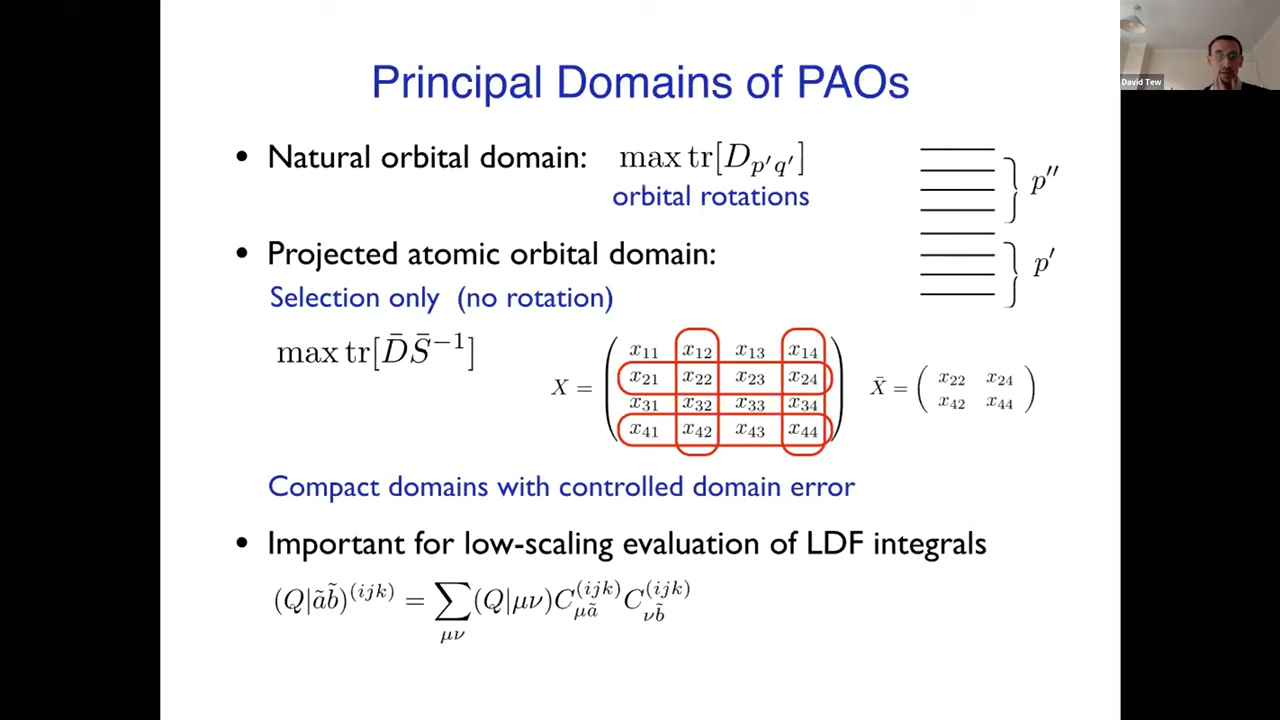 Principal Domains of PAOs
David Tew
• Natural orbital domain: max tr[D_{p′q′}]
orbital rotations
p″
• Projected atomic orbital domain:
p′
Selection only (no rotation)
max tr[D̄S̄⁻¹]
X = ( x₁₁ x₁₂ x₁₃ x₁₄
x₂₁ x₂₂ x₂₃ x₂₄
x₃₁ x₃₂ x₃₃ x₃₄
x₄₁ x₄₂ x₄₃ x₄₄ )
X̄ = ( x₂₂ x₂₄
x₄₂ x₄₄ )
Compact domains with controlled domain error
• Important for low-scaling evaluation of LDF integrals
(Q|ãb̃)^{(ijk)} = ∑_{μν} (Q|μν)C_{μã}^{(ijk)} C_{νb̃}^{(ijk)}